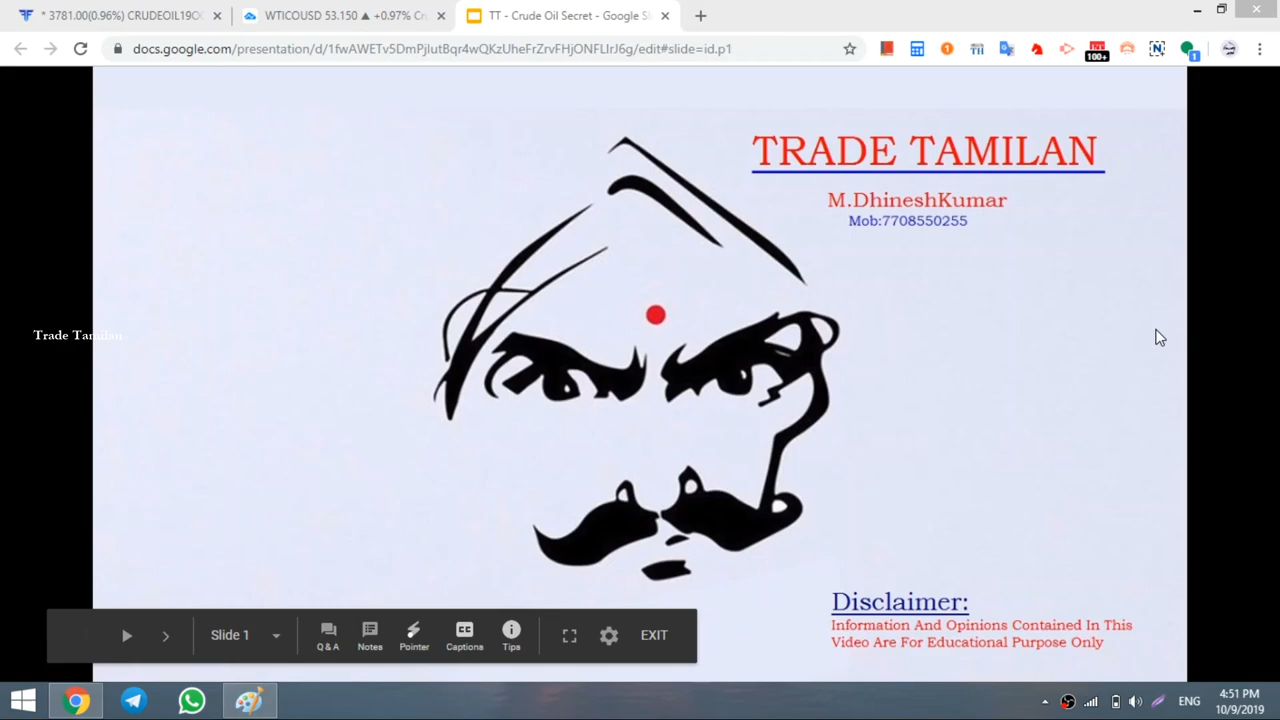 * 3781.00(0.96%) CRUDEOIL19O
WTICOUSD 53.150 ▲ +0.97% C
TT - Crude Oil Secret - Google Sl
docs.google.com/presentation/d/1fwAWETvSDmPjlutBpr4wQKzUheFrZrvFHjONFLIrJ6g/edit#slide=id.p1
100+
1
TRADE TAMILAN
M.DhineshKumar
Mob:7708550255
Trade Tamilan
Disclaimer:
Information And Opinions Contained In This
Video Are For Educational Purpose Only
Slide 1
Q & A
Notes
Pointer
Captions
Tips
EXIT
ENG
4:51 PM
10/9/2019